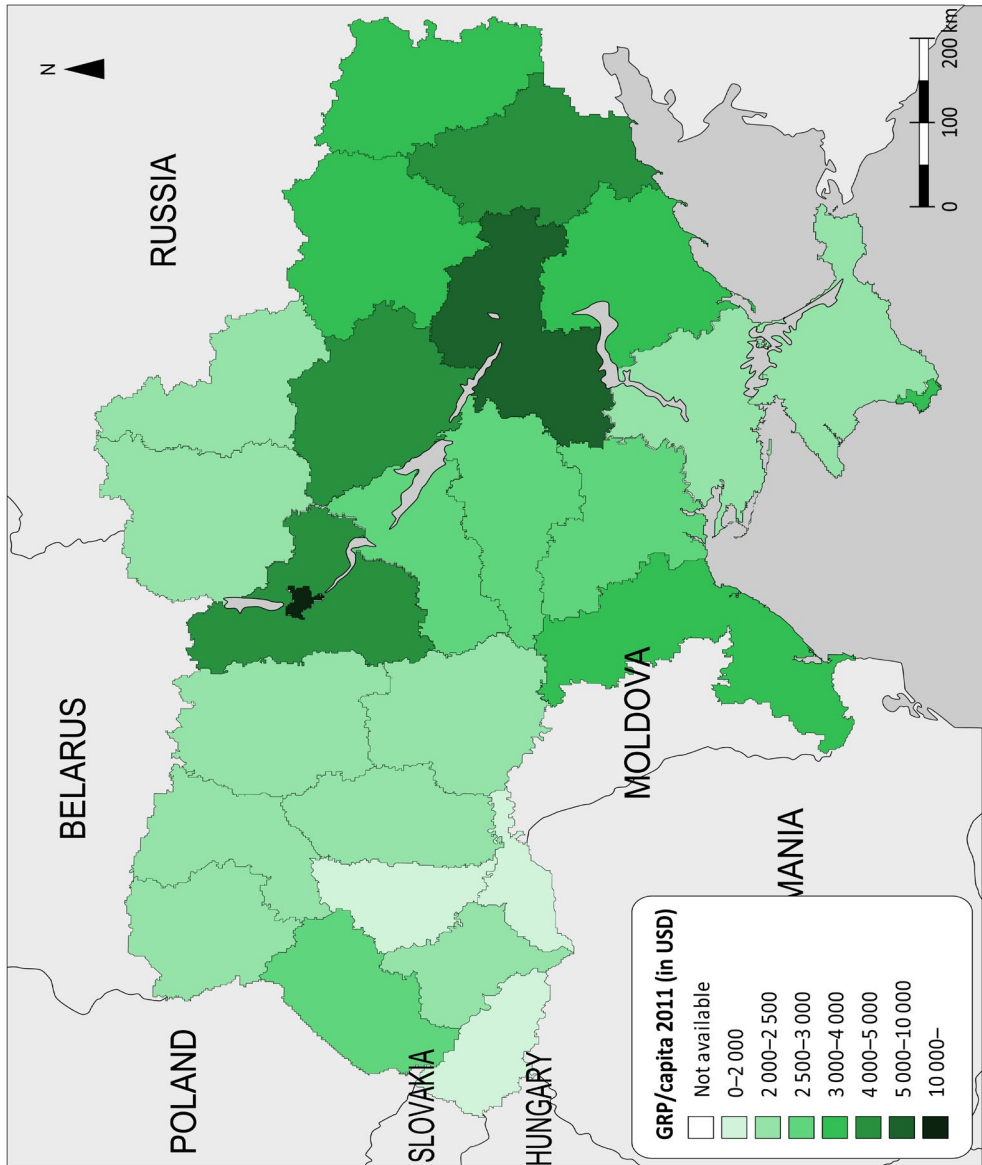 N
RUSSIA
BELARUS
POLAND
SLOVAKIA
HUNGARY
MOLDOVA
MANIA
GRP/capita 2011 (in USD)
Not available
0–2 000
2 000–2 500
2 500–3 000
3 000–4 000
4 000–5 000
5 000–10 000
10 000–
0 100 200 km